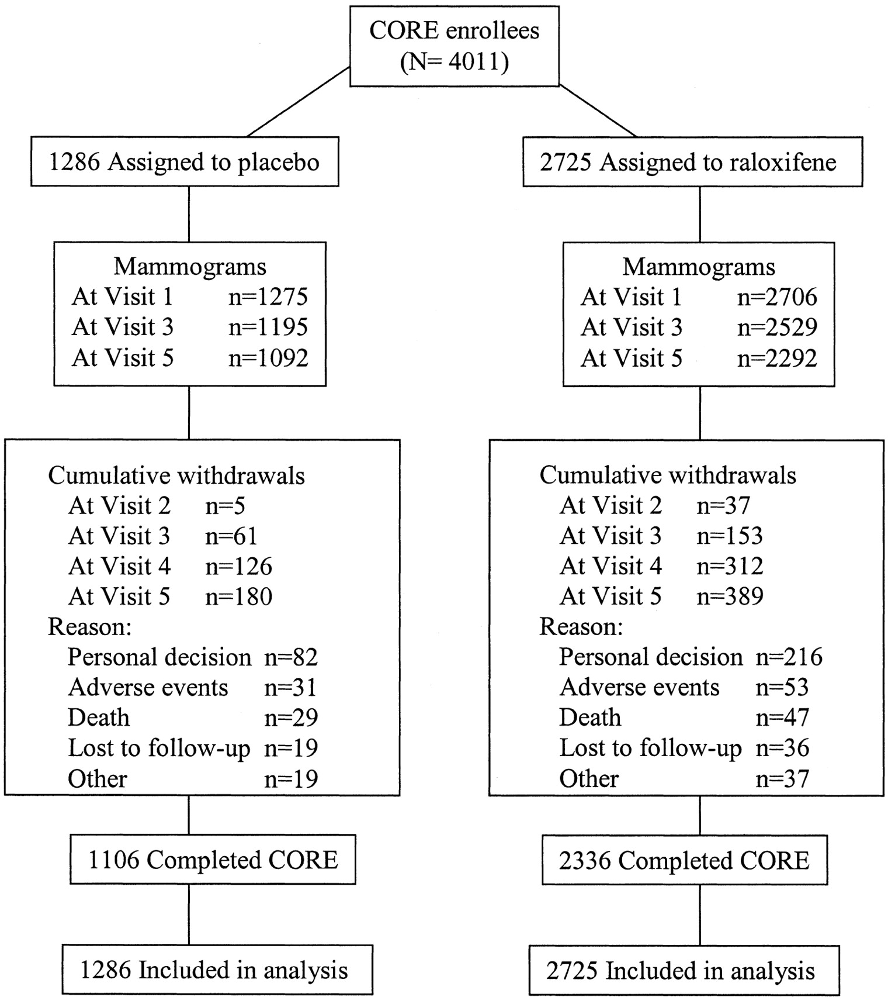 CORE enrollees
(N= 4011)
1286 Assigned to placebo
2725 Assigned to raloxifene
Mammograms
At Visit 1 n=1275
At Visit 3 n=1195
At Visit 5 n=1092
Mammograms
At Visit 1 n=2706
At Visit 3 n=2529
At Visit 5 n=2292
Cumulative withdrawals
At Visit 2 n=5
At Visit 3 n=61
At Visit 4 n=126
At Visit 5 n=180
Reason:
Personal decision n=82
Adverse events n=31
Death n=29
Lost to follow-up n=19
Other n=19
Cumulative withdrawals
At Visit 2 n=37
At Visit 3 n=153
At Visit 4 n=312
At Visit 5 n=389
Reason:
Personal decision n=216
Adverse events n=53
Death n=47
Lost to follow-up n=36
Other n=37
1106 Completed CORE
2336 Completed CORE
1286 Included in analysis
2725 Included in analysis